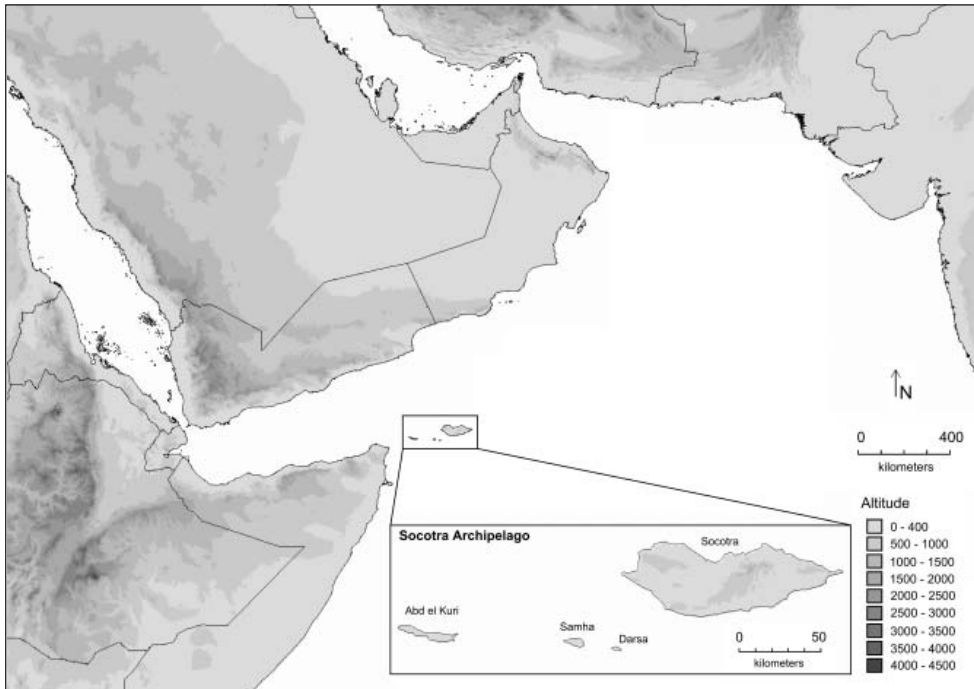 N
0 400
kilometers
Altitude
0 - 400
500 - 1000
1000 - 1500
1500 - 2000
2000 - 2500
2500 - 3000
3000 - 3500
3500 - 4000
4000 - 4500
Socotra Archipelago
Socotra
Abd el Kuri
Samha
Darsa
0 50
kilometers